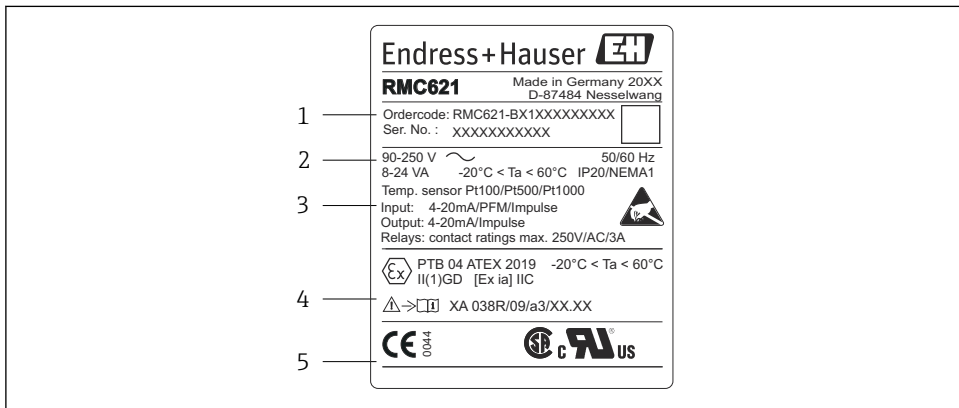 Endress+Hauser EH
RMC621
Made in Germany 20XX
D-87484 Nesselwang
1
Ordercode: RMC621-BX1XXXXXXXXX
Ser. No. : XXXXXXXXXXX
2
90-250 V 50/60 Hz
8-24 VA -20°C < Ta < 60°C IP20/NEMA1
Temp. sensor Pt100/Pt500/Pt1000
3
Input: 4-20mA/PFM/Impulse
Output: 4-20mA/Impulse
Relays: contact ratings max. 250V/AC/3A
Ex PTB 04 ATEX 2019 -20°C < Ta < 60°C
II(1)GD [Ex ia] IIC
4
XA 038R/09/a3/XX.XX
CE 0044 SA ® c RU US
5